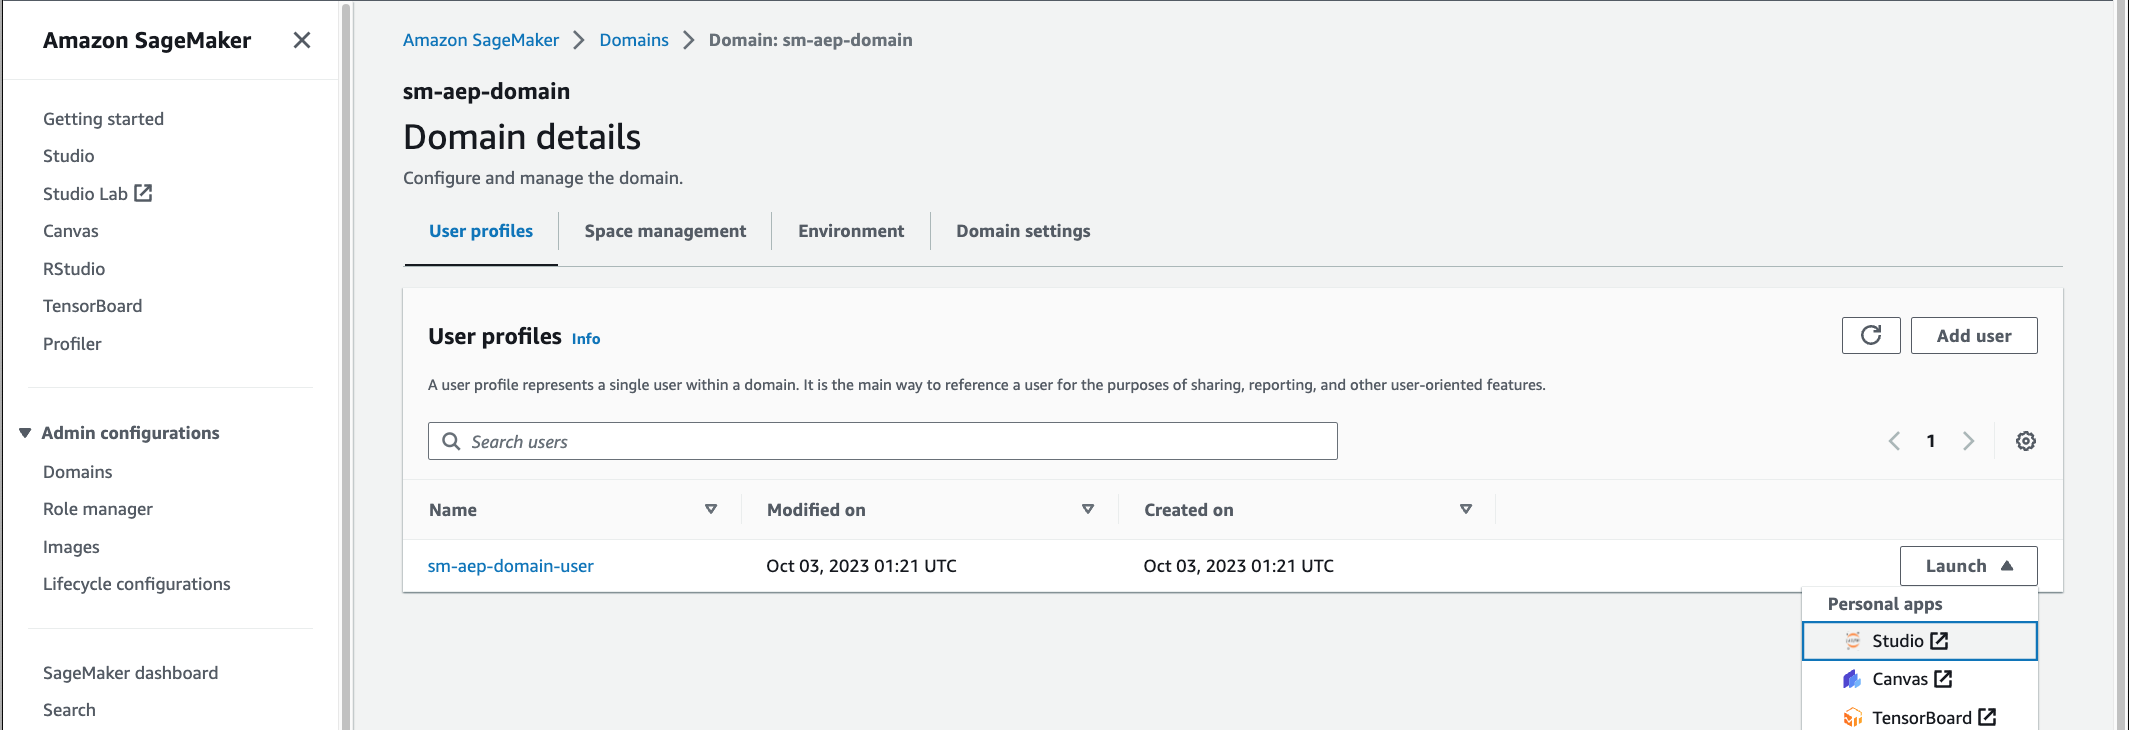 Amazon SageMaker
Getting started
Studio
Studio Lab
Canvas
RStudio
TensorBoard
Profiler
Admin configurations
Domains
Role manager
Images
Lifecycle configurations
SageMaker dashboard
Search
Amazon SageMaker > Domains > Domain: sm-aep-domain
sm-aep-domain
Domain details
Configure and manage the domain.
User profiles Space management Environment Domain settings
User profiles Info
Add user
A user profile represents a single user within a domain. It is the main way to reference a user for the purposes of sharing, reporting, and other user-oriented features.
Search users
1
Name Modified on Created on
sm-aep-domain-user Oct 03, 2023 01:21 UTC Oct 03, 2023 01:21 UTC Launch
Personal apps
Studio
Canvas
TensorBoard